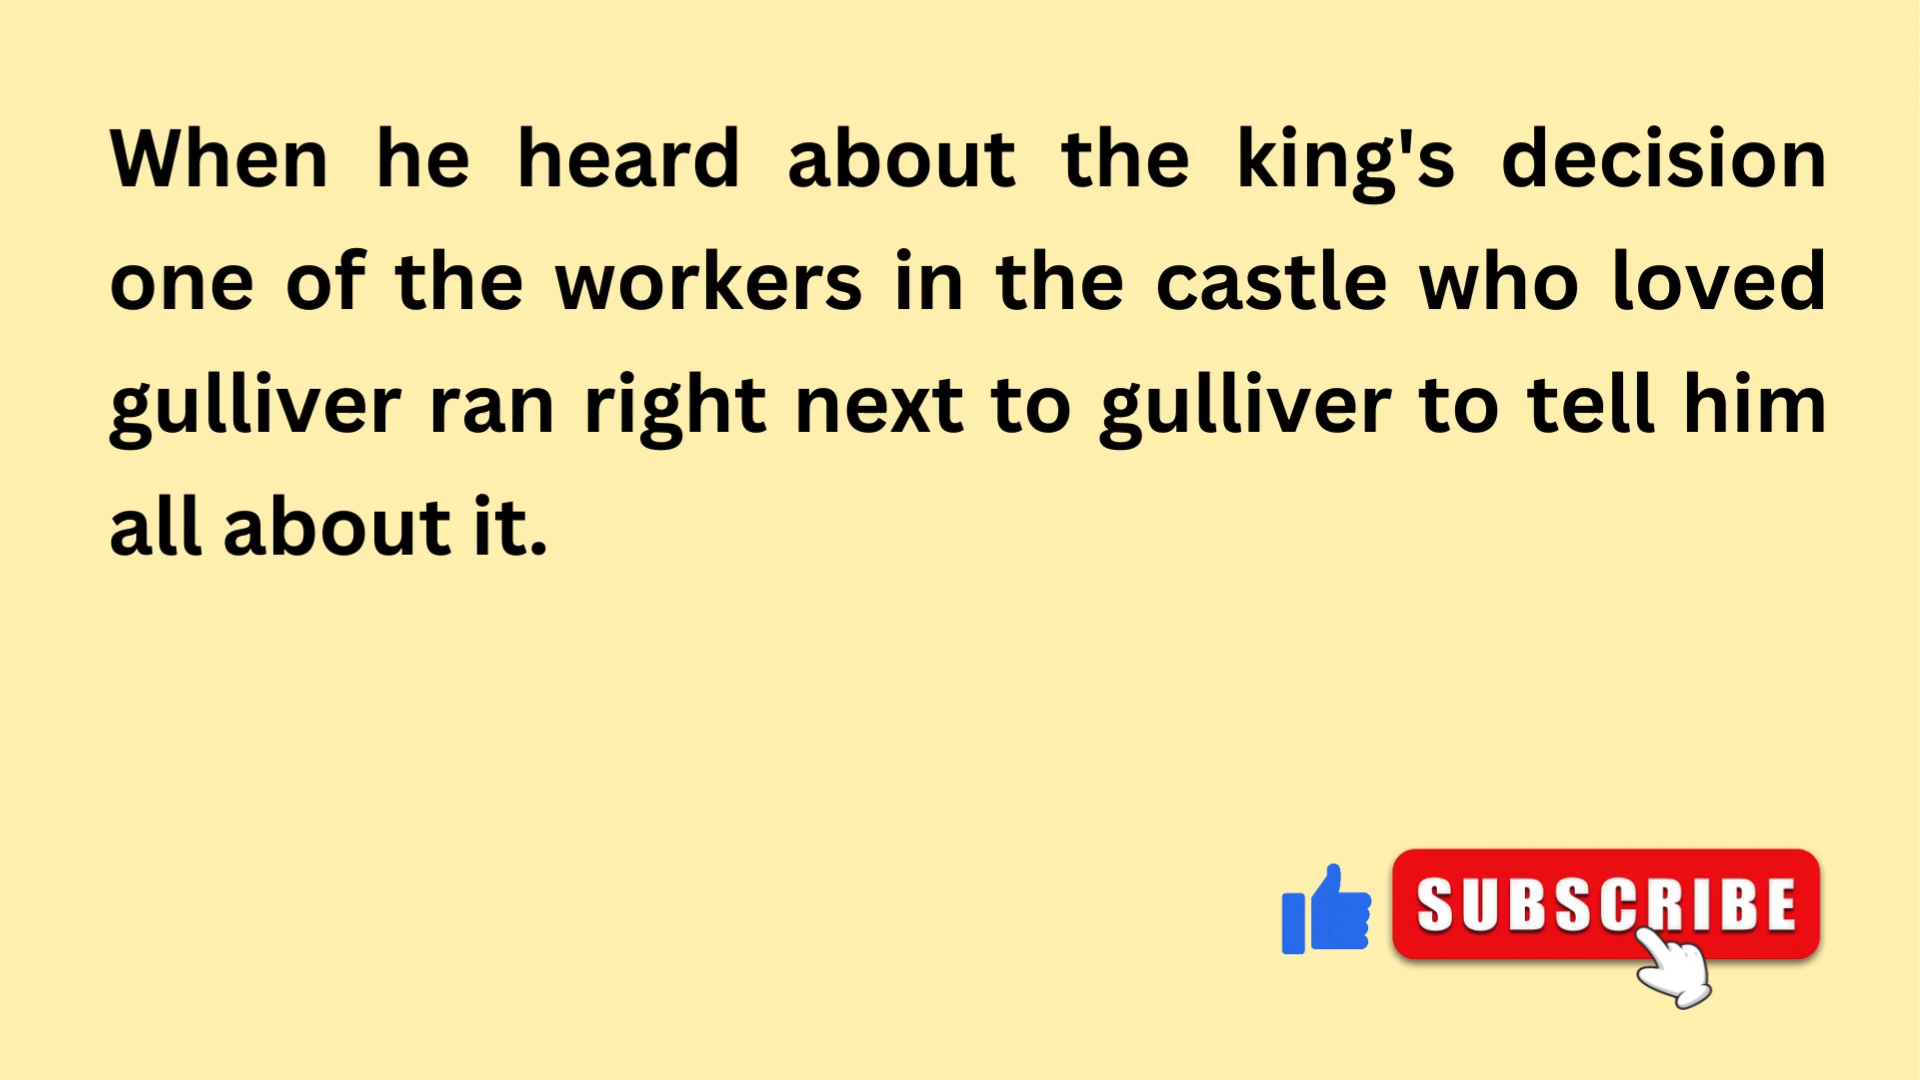 When he heard about the king's decision
one of the workers in the castle who loved
gulliver ran right next to gulliver to tell him
all about it.
SUBSCRIBE